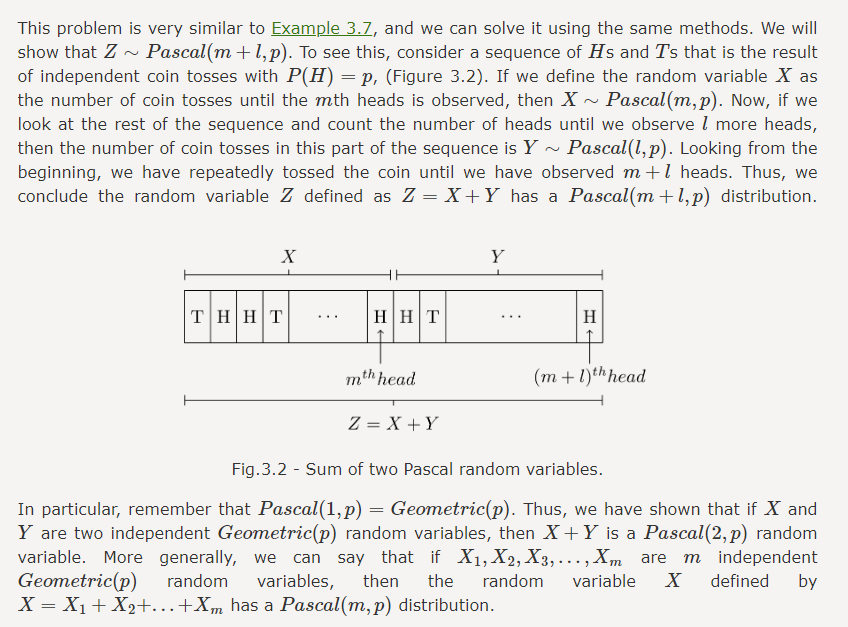 This problem is very similar to Example 3.7, and we can solve it using the same methods. We will
show that Z ∼ Pascal(m + l, p). To see this, consider a sequence of Hs and Ts that is the result
of independent coin tosses with P(H) = p, (Figure 3.2). If we define the random variable X as
the number of coin tosses until the mth heads is observed, then X ∼ Pascal(m, p). Now, if we
look at the rest of the sequence and count the number of heads until we observe l more heads,
then the number of coin tosses in this part of the sequence is Y ∼ Pascal(l, p). Looking from the
beginning, we have repeatedly tossed the coin until we have observed m + l heads. Thus, we
conclude the random variable Z defined as Z = X + Y has a Pascal(m + l, p) distribution.
X Y
T H H T ... H H T ... H
m^{th} head (m + l)^{th} head
Z = X + Y
Fig.3.2 - Sum of two Pascal random variables.
In particular, remember that Pascal(1, p) = Geometric(p). Thus, we have shown that if X and
Y are two independent Geometric(p) random variables, then X + Y is a Pascal(2, p) random
variable. More generally, we can say that if X₁, X₂, X₃, . . . , Xₘ are m independent
Geometric(p) random variables, then the random variable X defined by
X = X₁ + X₂+. . . +Xₘ has a Pascal(m, p) distribution.